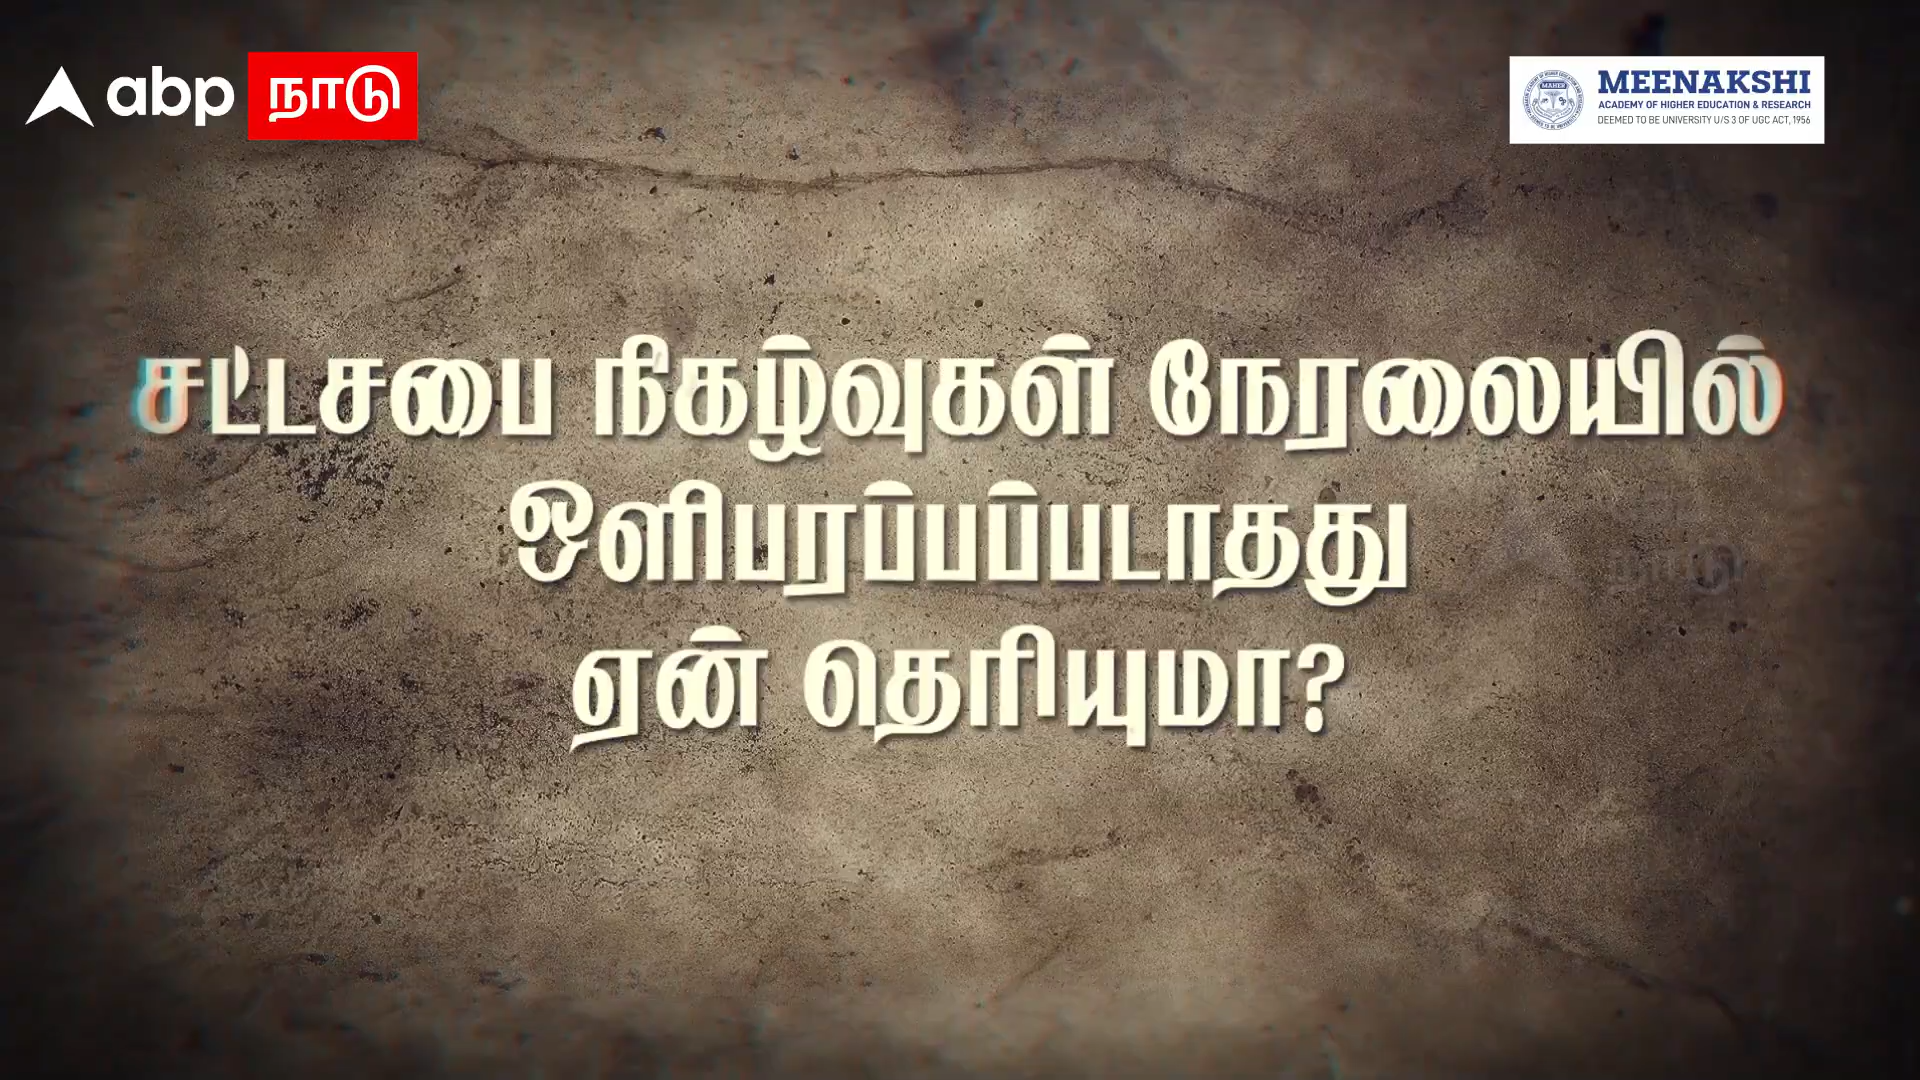 abp நாடு
MEENAKSHI
ACADEMY OF HIGHER EDUCATION & RESEARCH
DEEMED TO BE UNIVERSITY U/S 3 OF UGC ACT, 1956
சட்டசபை நிகழ்வுகள் நேரலையில்
ஒளிபரப்பப்படாதது
ஏன் தெரியுமா?
நாடு